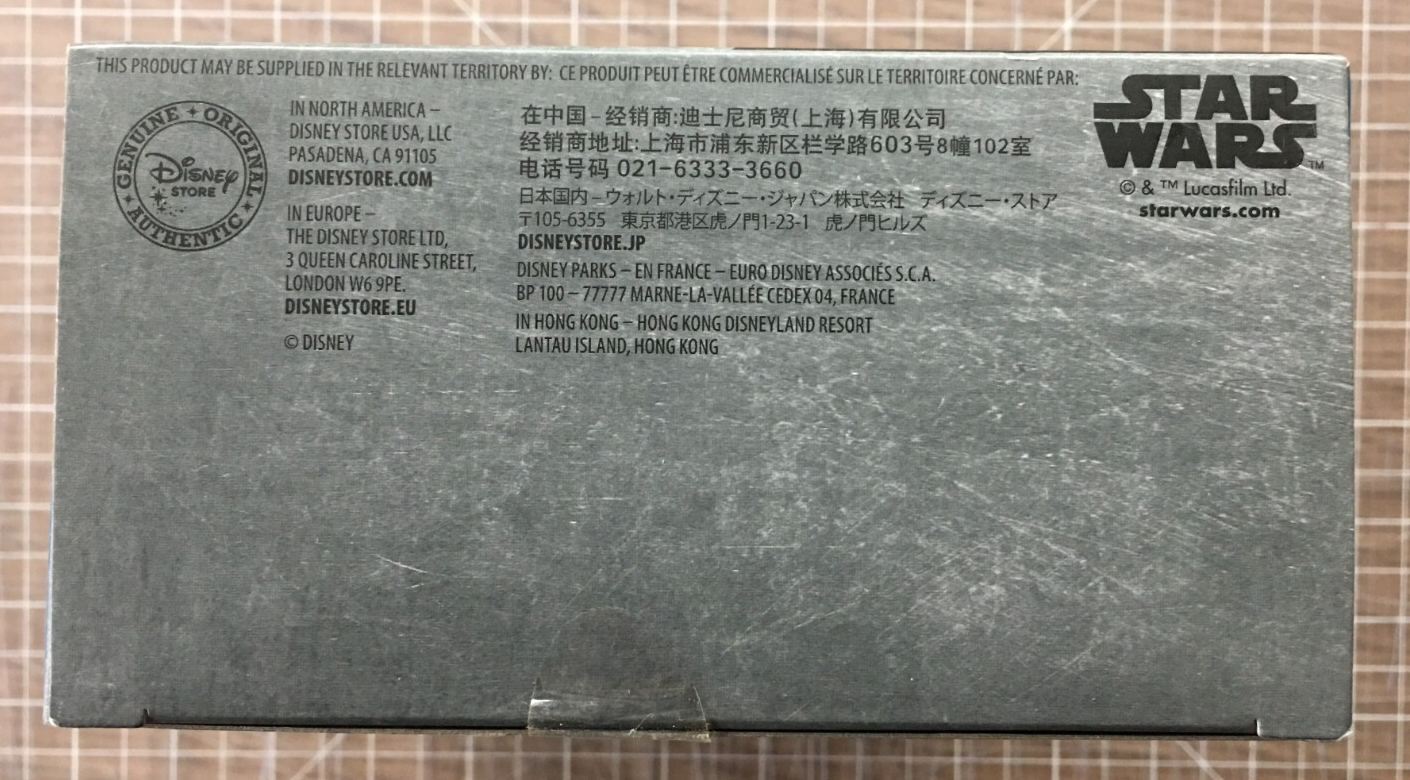 THIS PRODUCT MAY BE SUPPLIED IN THE RELEVANT TERRITORY BY: CE PRODUIT PEUT ÊTRE COMMERCIALISÉ SUR LE TERRITOIRE CONCERNÉ PAR:
GENUINE ORIGINAL
AUTHENTIC
Disney
STORE
IN NORTH AMERICA –
DISNEY STORE USA, LLC
PASADENA, CA 91105
DISNEYSTORE.COM
IN EUROPE –
THE DISNEY STORE LTD,
3 QUEEN CAROLINE STREET,
LONDON W6 9PE.
DISNEYSTORE.EU
© DISNEY
在中国–经销商:迪士尼商贸(上海)有限公司
经销商地址:上海市浦东新区栏学路603号8幢102室
电话号码 021-6333-3660
日本国内–ウォルト・ディズニー・ジャパン株式会社 ディズニー・ストア
〒105-6355 東京都港区虎ノ門1-23-1 虎ノ門ヒルズ
DISNEYSTORE.JP
DISNEY PARKS – EN FRANCE – EURO DISNEY ASSOCIÉS S.C.A.
BP 100 – 77777 MARNE-LA-VALLÉE CEDEX 04, FRANCE
IN HONG KONG – HONG KONG DISNEYLAND RESORT
LANTAU ISLAND, HONG KONG
STAR
WARS™
© & ™ Lucasfilm Ltd.
starwars.com